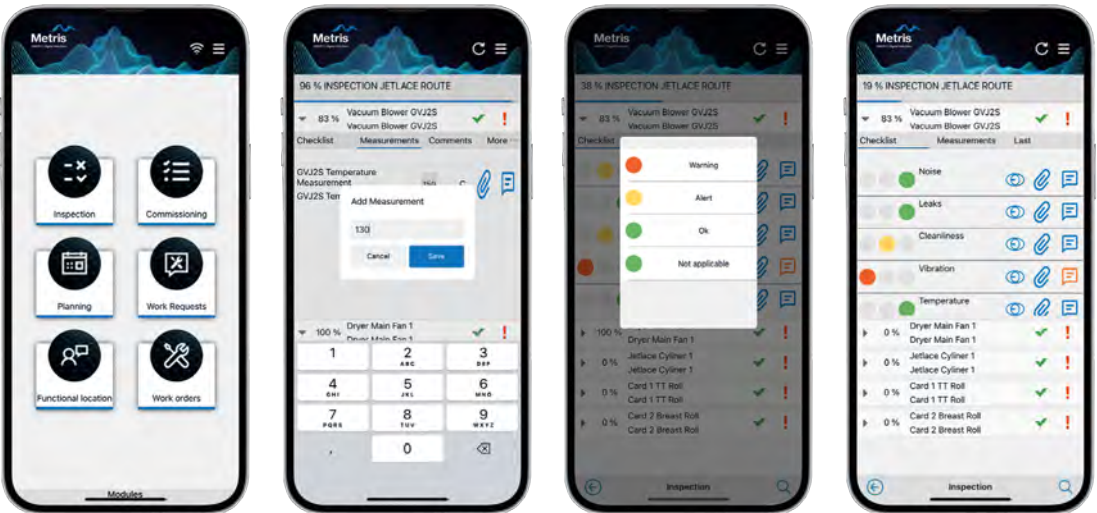 Metris
Inspection
Commissioning
Planning
Work Requests
Functional location
Work orders
Modules
Metris
96 % INSPECTION JETLACE ROUTE
83 %
Vacuum Blower GVJ2S
Vacuum Blower GVJ2S
Checklist Measurements Comments More
GVJ2S Temperature
Measurement
150 C
GVJ2S Tem
Add Measurement
130
Cancel Save
100 %
Dryer Main Fan 1
Dryer Main Fan 1
1 2 3
ABC DEF
4 5 6
GHI JKL MNO
7 8 9
PQRS TUV WXYZ
, 0
Metris
38 % INSPECTION JETLACE ROUTE
83 %
Vacuum Blower GVJ2S
Vacuum Blower GVJ2S
Checklist
Warning
Alert
Ok
Not applicable
100 %
Dryer Main Fan 1
0 %
Jetlace Cyliner 1
Jetlace Cyliner 1
0 %
Card 1 TT Roll
Card 1 TT Roll
0 %
Card 2 Breast Roll
Card 2 Breast Roll
Inspection
Metris
19 % INSPECTION JETLACE ROUTE
83 %
Vacuum Blower GVJ2S
Vacuum Blower GVJ2S
Checklist Measurements Last
Noise
Leaks
Cleanliness
Vibration
Temperature
0 %
Dryer Main Fan 1
Dryer Main Fan 1
0 %
Jetlace Cyliner 1
Jetlace Cyliner 1
0 %
Card 1 TT Roll
Card 1 TT Roll
0 %
Card 2 Breast Roll
Card 2 Breast Roll
Inspection